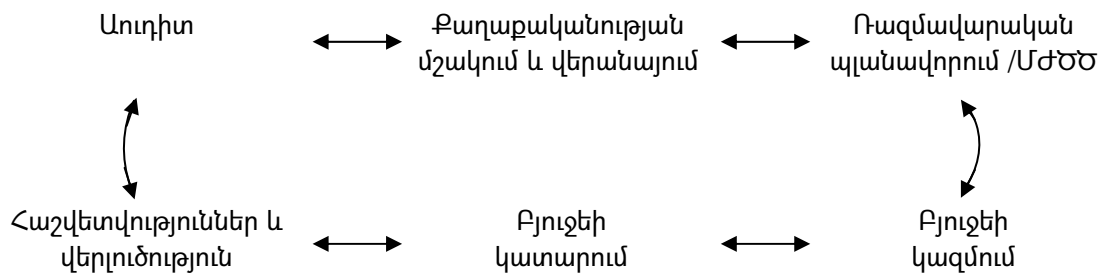 Աուդիտ
Քաղաքականության
մշակում և վերանայում
Ռազմավարական
պլանավորում /ՄԺԾԾ
Հաշվետվություններ և
վերլուծություն
Բյուջեի
կատարում
Բյուջեի
կազմում